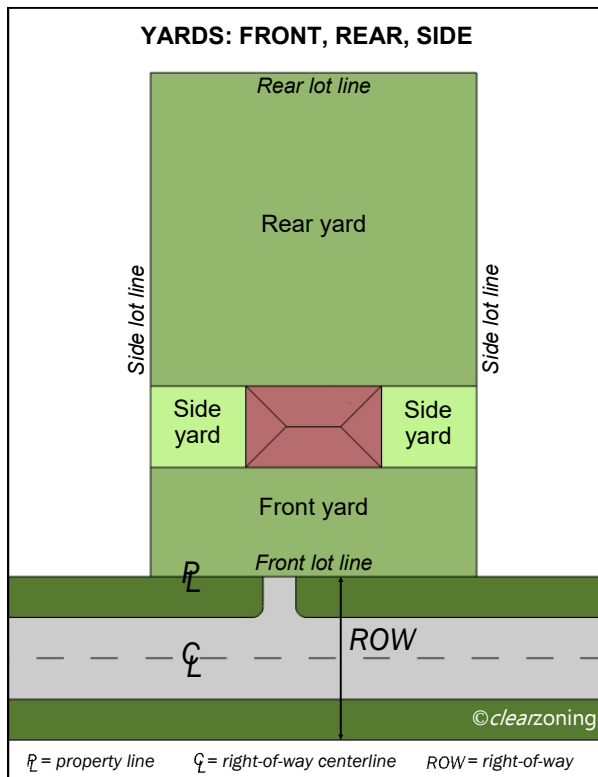 YARDS: FRONT, REAR, SIDE
Rear lot line
Rear yard
Side lot line
Side lot line
Side
yard
Side
yard
Front yard
Front lot line
PL
ROW
CL
©clearzoning
PL = property line
CL = right-of-way centerline
ROW = right-of-way